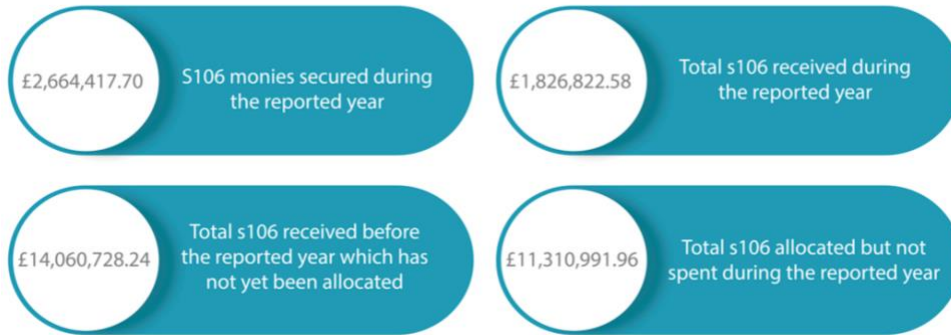 £2,664,417.70
S106 monies secured during
the reported year
£1,826,822.58
Total s106 received during
the reported year
£14,060,728.24
Total s106 received before
the reported year which has
not yet been allocated
£11,310,991.96
Total s106 allocated but not
spent during the reported year